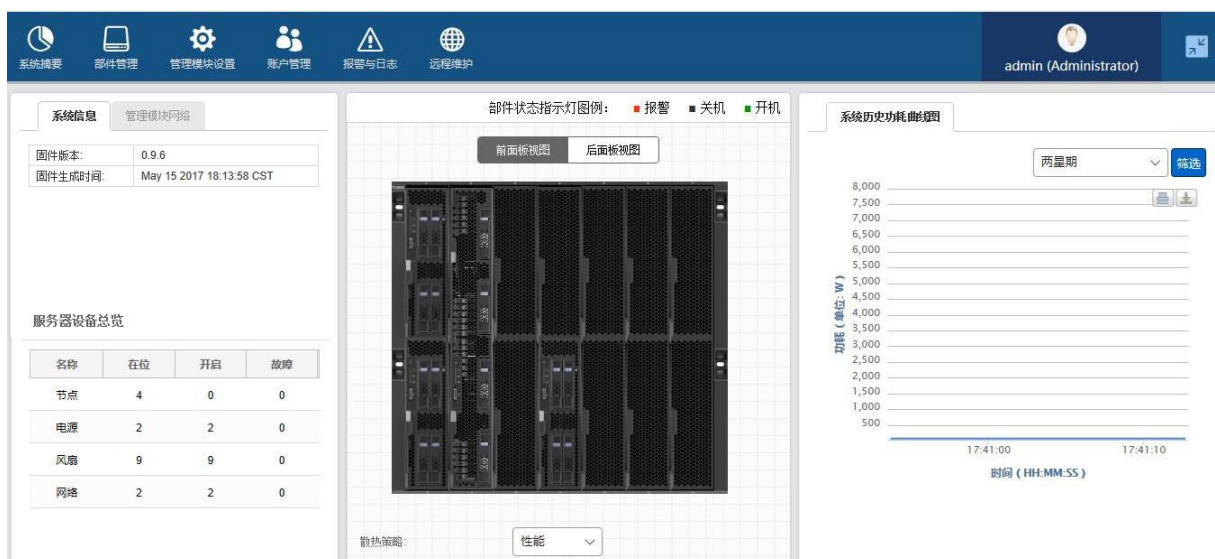 系统摘要 部件管理 管理模块设置 账户管理 报警与日志 远程维护 admin (Administrator)
系统信息 管理模块网络
固件版本: 0.9.6
固件生成时间: May 15 2017 18:13:58 CST
服务器设备总览
名称 在位 开启 故障
节点 4 0 0
电源 2 2 0
风扇 9 9 0
网络 2 2 0
部件状态指示灯图例: 报警 关机 开机
前面板视图 后面板视图
散热策略: 性能
系统历史功耗曲线图
两星期 筛选
8,000
7,500
7,000
6,500
6,000
5,500
5,000
4,500
4,000
3,500
3,000
2,500
2,000
1,500
1,000
500
功耗 ( 单位: W )
17:41:00 17:41:10
时间 ( HH:MM:SS )